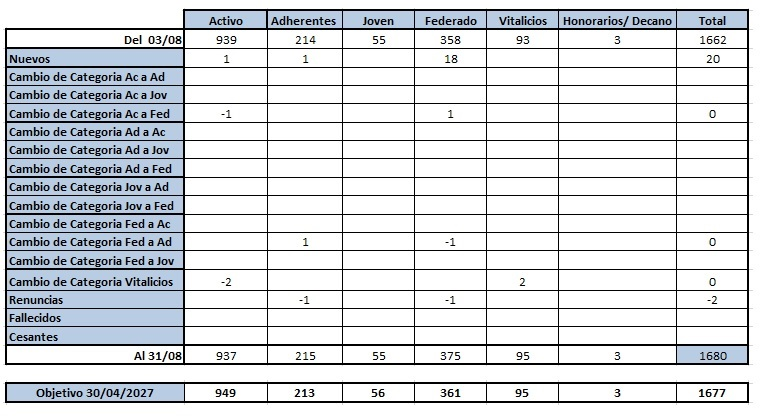 Activo Adherentes Joven Federado Vitalicios Honorarios/ Decano Total
Del 03/08 939 214 55 358 93 3 1662
Nuevos 1 1 18 20
Cambio de Categoria Ac a Ad
Cambio de Categoria Ac a Jov
Cambio de Categoria Ac a Fed -1 1 0
Cambio de Categoria Ad a Ac
Cambio de Categoria Ad a Jov
Cambio de Categoria Ad a Fed
Cambio de Categoria Jov a Ad
Cambio de Categoria Jov a Fed
Cambio de Categoria Fed a Ac
Cambio de Categoria Fed a Ad 1 -1 0
Cambio de Categoria Fed a Jov
Cambio de Categoria Vitalicios -2 2 0
Renuncias -1 -1 -2
Fallecidos
Cesantes
Al 31/08 937 215 55 375 95 3 1680
Objetivo 30/04/2027 949 213 56 361 95 3 1677